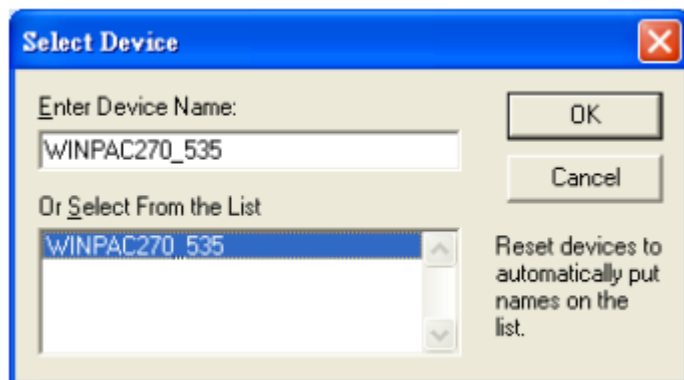 Select Device
Enter Device Name:
OK
WINPAC270_535
Cancel
Or Select From the List
WINPAC270_535
Reset devices to
automatically put
names on the
list.